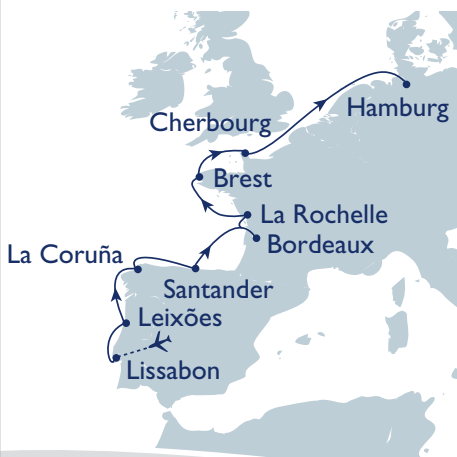 Hamburg
Cherbourg
Brest
La Rochelle
Bordeaux
La Coruña
Santander
Leixões
Lissabon